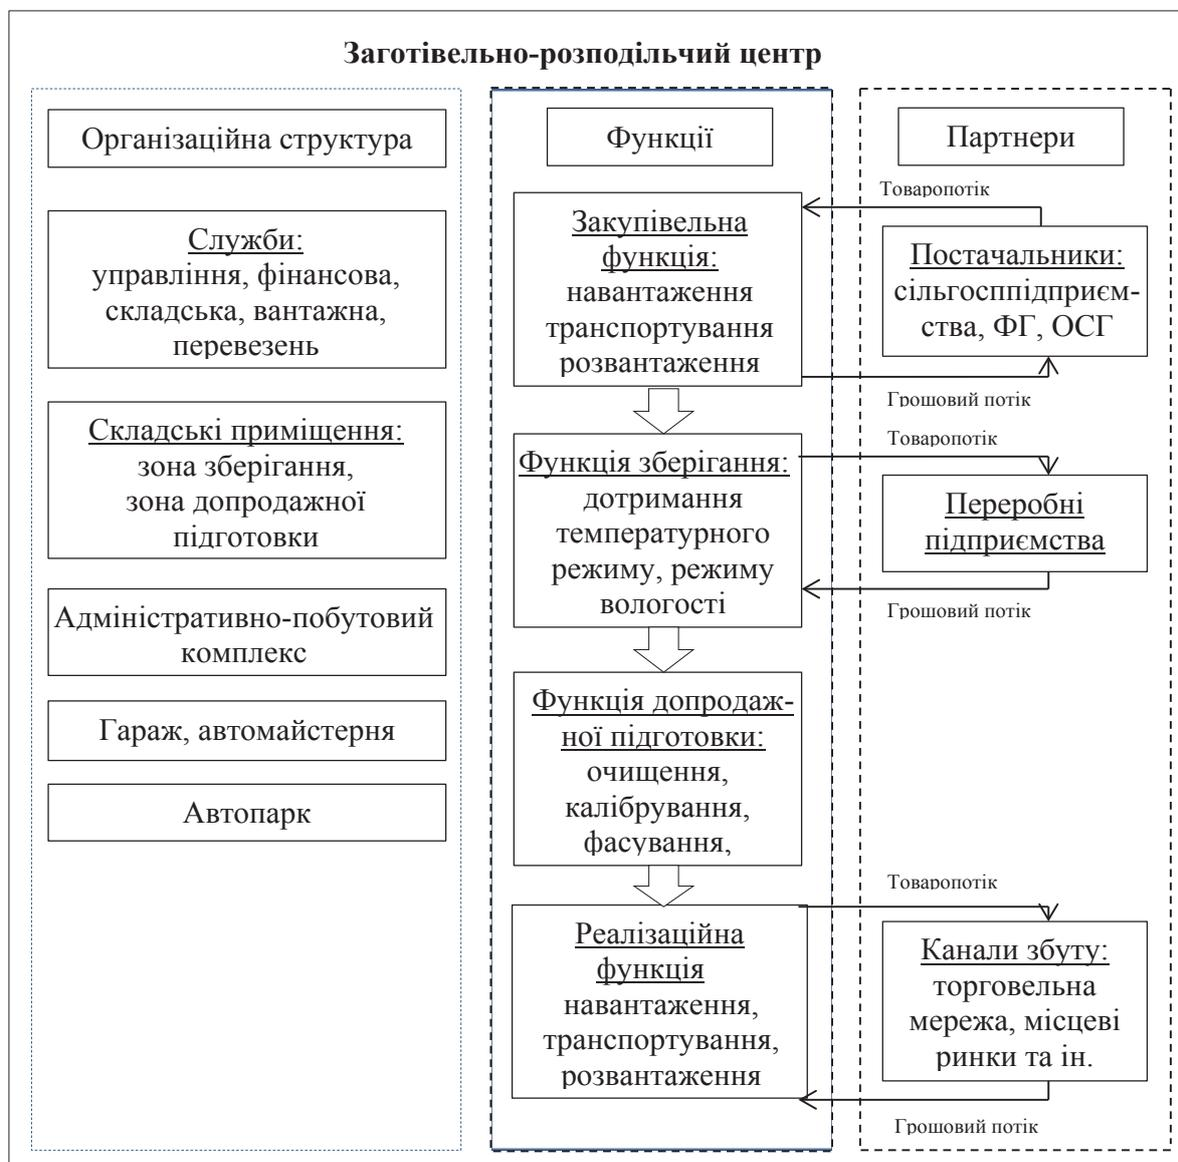 Заготівельно-розподільчий центр
Організаційна структура
Служби:
управління, фінансова,
складська, вантажна,
перевезень
Складські приміщення:
зона зберігання,
зона допродажної
підготовки
Адміністративно-побутовий
комплекс
Гараж, автомайстерня
Автопарк
Функції
Закупівельна
функція:
навантаження
транспортування
розвантаження
Функція зберігання:
дотримання
температурного
режиму, режиму
вологості
Функція допродаж-
ної підготовки:
очищення,
калібрування,
фасування,
Реалізаційна
функція
навантаження,
транспортування,
розвантаження
Партнери
Товаропотік
Постачальники:
сільгосппідприєм-
ства, ФГ, ОСГ
Грошовий потік
Товаропотік
Переробні
підприємства
Грошовий потік
Товаропотік
Канали збуту:
торговельна
мережа, місцеві
ринки та ін.
Грошовий потік